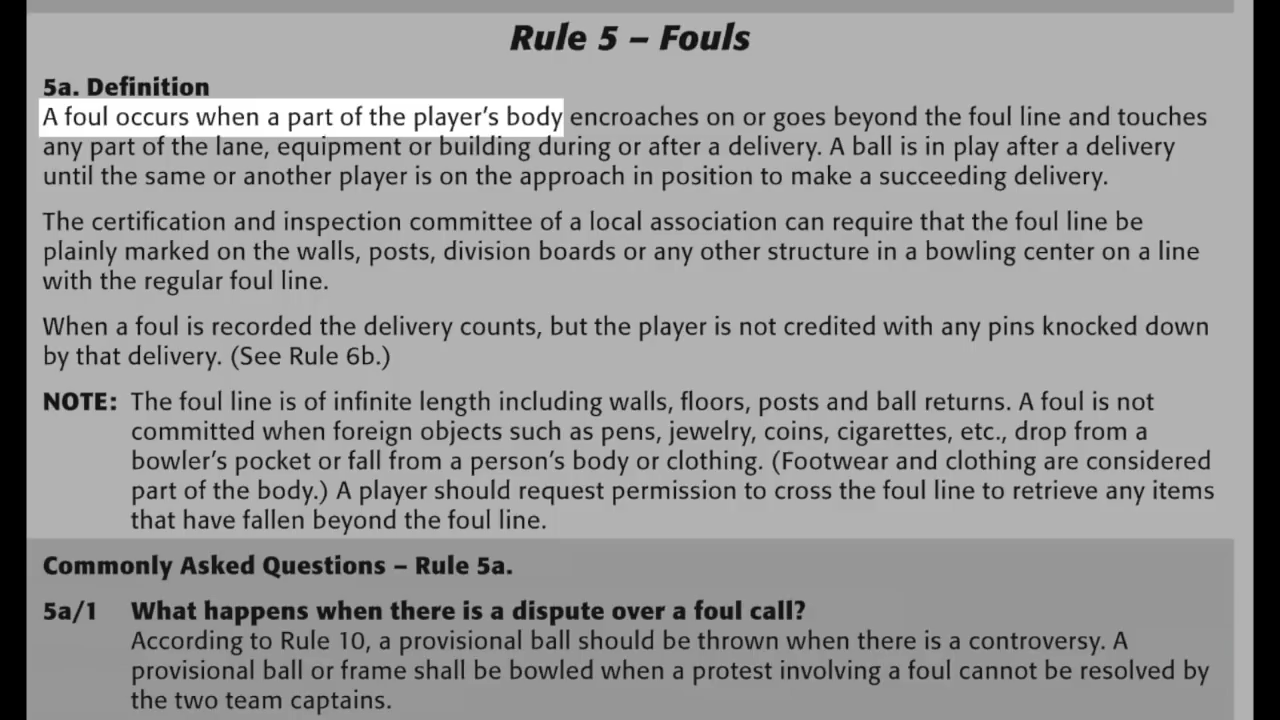 Rule 5 – Fouls
5a. Definition
A foul occurs when a part of the player's body encroaches on or goes beyond the foul line and touches
any part of the lane, equipment or building during or after a delivery. A ball is in play after a delivery
until the same or another player is on the approach in position to make a succeeding delivery.
The certification and inspection committee of a local association can require that the foul line be
plainly marked on the walls, posts, division boards or any other structure in a bowling center on a line
with the regular foul line.
When a foul is recorded the delivery counts, but the player is not credited with any pins knocked down
by that delivery. (See Rule 6b.)
NOTE: The foul line is of infinite length including walls, floors, posts and ball returns. A foul is not
committed when foreign objects such as pens, jewelry, coins, cigarettes, etc., drop from a
bowler's pocket or fall from a person's body or clothing. (Footwear and clothing are considered
part of the body.) A player should request permission to cross the foul line to retrieve any items
that have fallen beyond the foul line.
Commonly Asked Questions – Rule 5a.
5a/1 What happens when there is a dispute over a foul call?
According to Rule 10, a provisional ball should be thrown when there is a controversy. A
provisional ball or frame shall be bowled when a protest involving a foul cannot be resolved by
the two team captains.